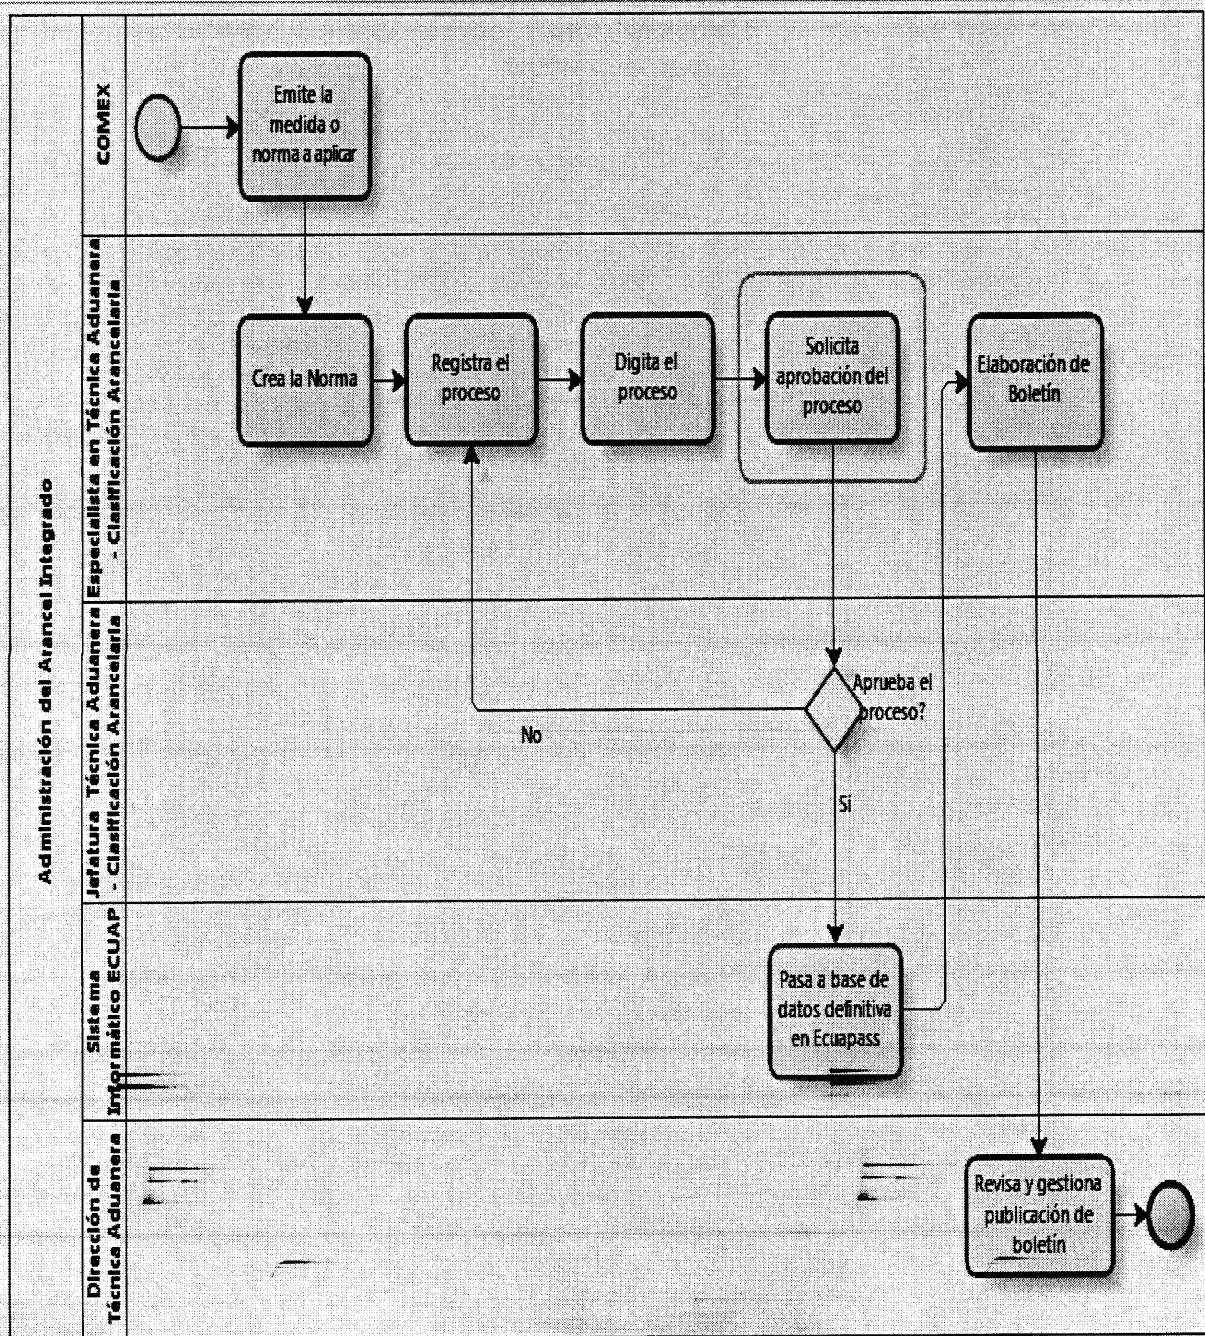 Administración del Arancel Integrado
COMEX
Emite la
medida o
norma a aplicar
Especialista en Técnica Aduanera
- Clasificación Arancelaria
Crea la Norma
Registra el
proceso
Digita el
proceso
Solicita
aprobación del
proceso
Elaboración de
Boletín
Jefatura Técnica Aduanera
- Clasificación Arancelaria
Aprueba el
proceso?
No
Si
Sistema
Informático ECUAP
Pasa a base de
datos definitiva
en Ecuapass
Dirección de
Técnica Aduanera
Revisa y gestiona
publicación de
boletín